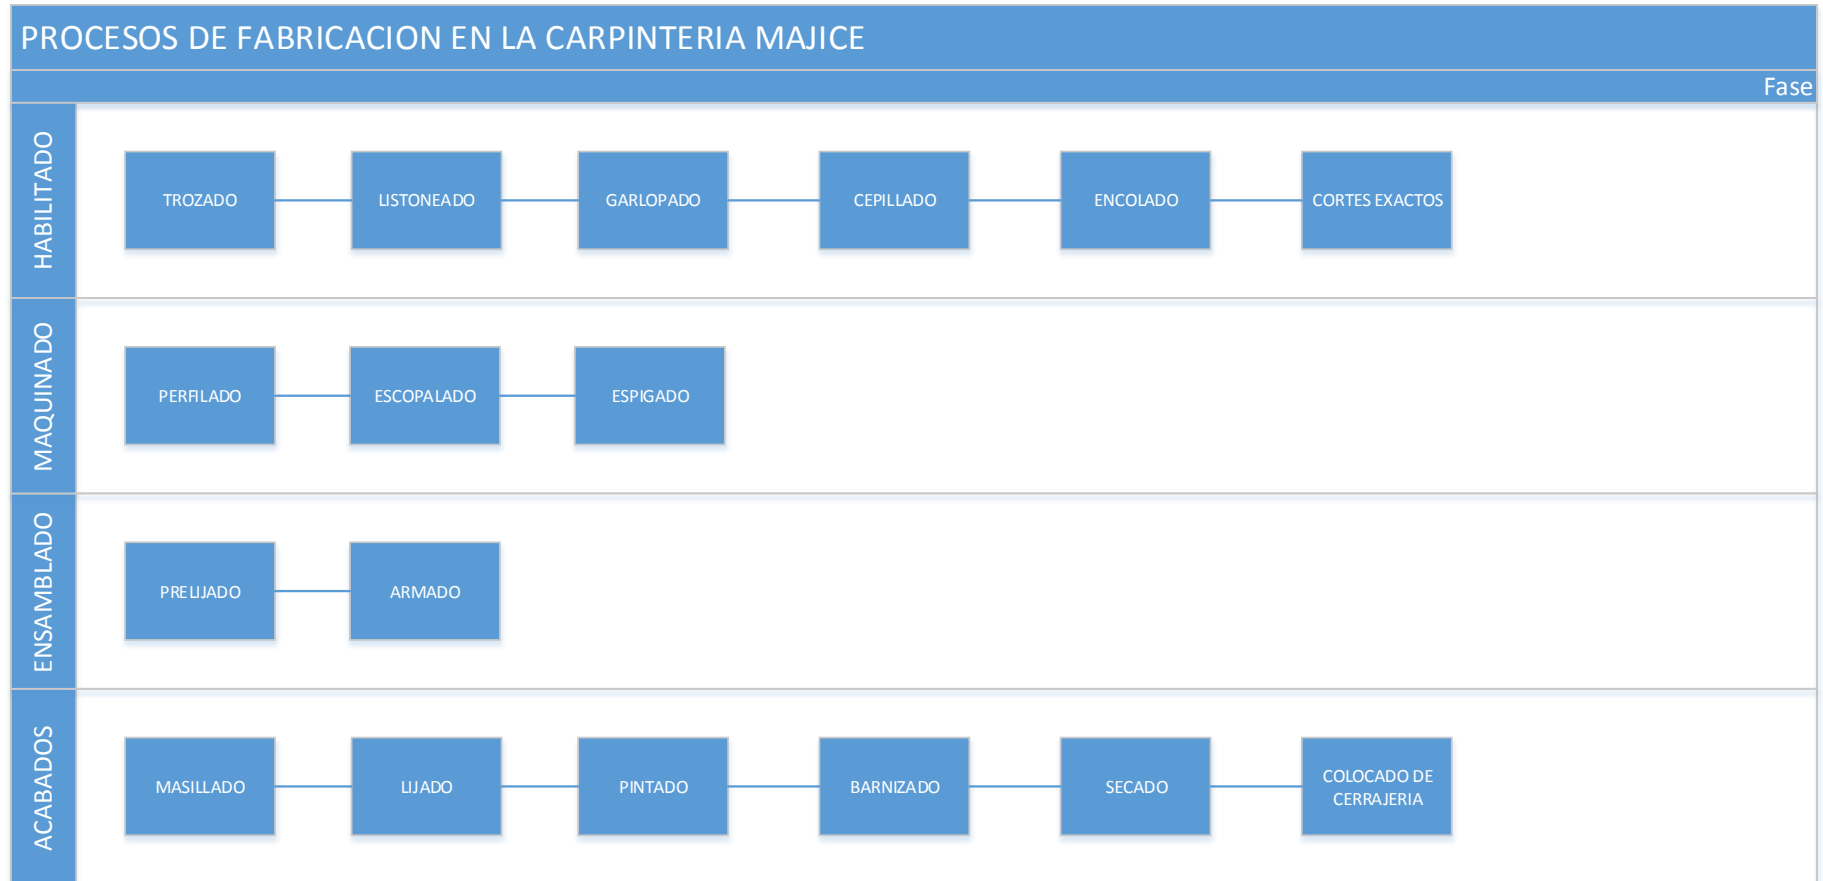 PROCESOS DE FABRICACION EN LA CARPINTERIA MAJICE
Fase
HABILITADO
TROZADO
LISTONEADO
GARLOPADO
CEPILLADO
ENCOLADO
CORTES EXACTOS
MAQUINADO
PERFILADO
ESCOPALADO
ESPIGADO
ENSAMBLADO
PRELIJADO
ARMADO
ACABADOS
MASILLADO
LIJADO
PINTADO
BARNIZADO
SECADO
COLOCADO DE
CERRAJERIA